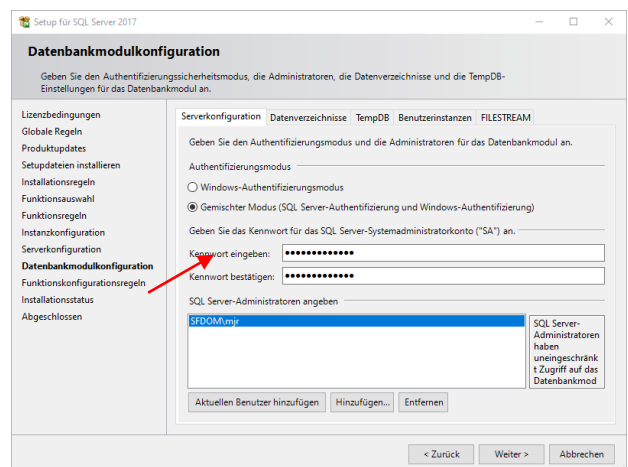 Setup für SQL Server 2017
Datenbankmodulkonfiguration
Geben Sie den Authentifizierungssicherheitsmodus, die Administratoren, die Datenverzeichnisse und die TempDB-
Einstellungen für das Datenbankmodul an.
Lizenzbedingungen
Globale Regeln
Produktupdates
Setupdateien installieren
Installationsregeln
Funktionsauswahl
Funktionsregeln
Instanzkonfiguration
Serverkonfiguration
Datenbankmodulkonfiguration
Funktionskonfigurationsregeln
Installationsstatus
Abgeschlossen
Serverkonfiguration Datenverzeichnisse TempDB Benutzerinstanzen FILESTREAM
Geben Sie den Authentifizierungsmodus und die Administratoren für das Datenbankmodul an.
Authentifizierungsmodus
Windows-Authentifizierungsmodus
Gemischter Modus (SQL Server-Authentifizierung und Windows-Authentifizierung)
Geben Sie das Kennwort für das SQL Server-Systemadministratorkonto ("SA") an.
Kennwort eingeben: ●●●●●●●●●●●●●
Kennwort bestätigen: ●●●●●●●●●●●●●
SQL Server-Administratoren angeben
SFDOM\mjr
SQL Server-
Administratoren
haben
uneingeschränk
t Zugriff auf das
Datenbankmod
Aktuellen Benutzer hinzufügen Hinzufügen... Entfernen
< Zurück Weiter > Abbrechen